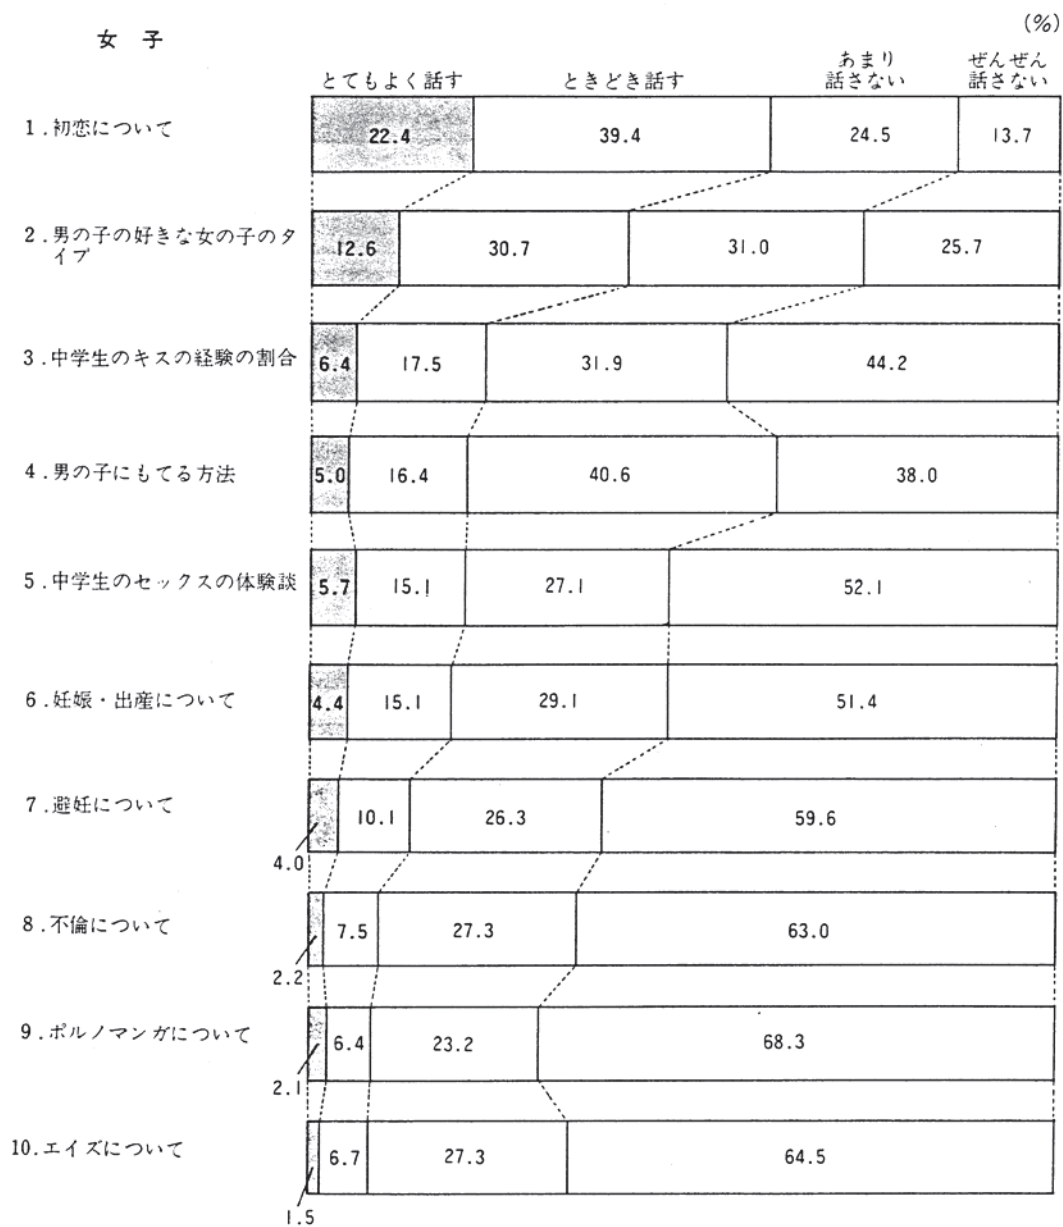 (%)
女 子
とてもよく話す ときどき話す あまり話さない ぜんぜん話さない
1.初恋について 22.4 39.4 24.5 13.7
2.男の子の好きな女の子のタ
イプ 12.6 30.7 31.0 25.7
3.中学生のキスの経験の割合 6.4 17.5 31.9 44.2
4.男の子にもてる方法 5.0 16.4 40.6 38.0
5.中学生のセックスの体験談 5.7 15.1 27.1 52.1
6.妊娠・出産について 4.4 15.1 29.1 51.4
7.避妊について 10.1 26.3 59.6
4.0
8.不倫について 7.5 27.3 63.0
2.2
9.ポルノマンガについて 6.4 23.2 68.3
2.1
10.エイズについて 6.7 27.3 64.5
1.5